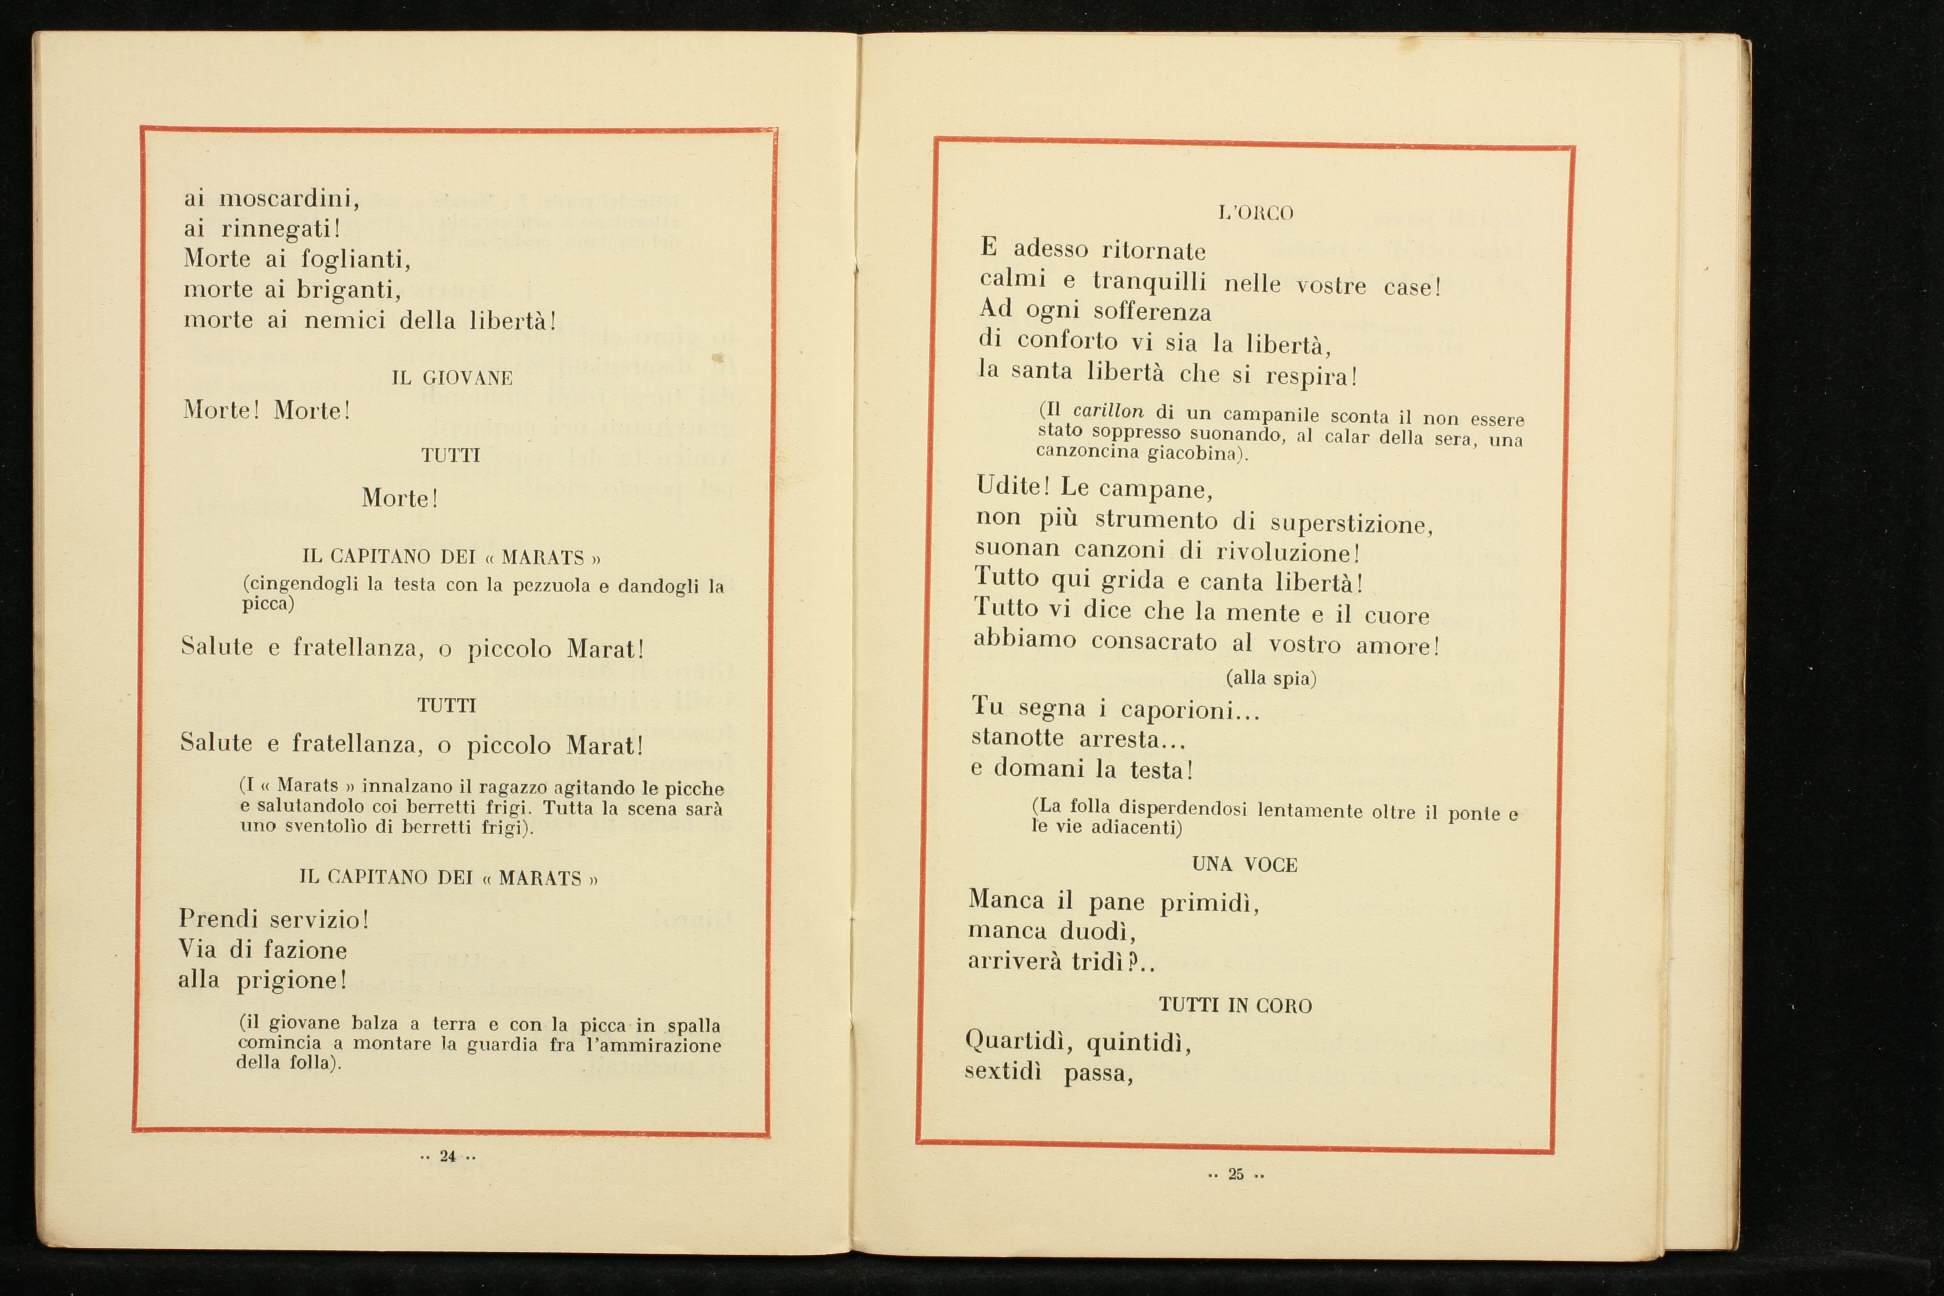 ai moscardini,
ai rinnegati!
Morte ai foglianti,
morte ai briganti,
morte ai nemici della libertà!
IL GIOVANE
Morte! Morte!
TUTTI
Morte!
IL CAPITANO DEI « MARATS »
(cingendogli la testa con la pezzuola e dandogli la
picca)
Salute e fratellanza, o piccolo Marat!
TUTTI
Salute e fratellanza, o piccolo Marat!
(I « Marats » innalzano il ragazzo agitando le picche
e salutandolo coi berretti frigi. Tutta la scena sarà
uno sventolìo di berretti frigi).
IL CAPITANO DEI « MARATS »
Prendi servizio!
Via di fazione
alla prigione!
(il giovane balza a terra e con la picca in spalla
comincia a montare la guardia fra l'ammirazione
della folla).
·· 24 ··
L'ORCO
E adesso ritornate
calmi e tranquilli nelle vostre case!
Ad ogni sofferenza
di conforto vi sia la libertà,
la santa libertà che si respira!
(Il carillon di un campanile sconta il non essere
stato soppresso suonando, al calar della sera, una
canzoncina giacobina).
Udite! Le campane,
non più strumento di superstizione,
suonan canzoni di rivoluzione!
Tutto qui grida e canta libertà!
Tutto vi dice che la mente e il cuore
abbiamo consacrato al vostro amore!
(alla spia)
Tu segna i caporioni...
stanotte arresta...
e domani la testa!
(La folla disperdendosi lentamente oltre il ponte e
le vie adiacenti)
UNA VOCE
Manca il pane primidì,
manca duodì,
arriverà tridì?..
TUTTI IN CORO
Quartidì, quintidì,
sextidì passa,
·· 25 ··